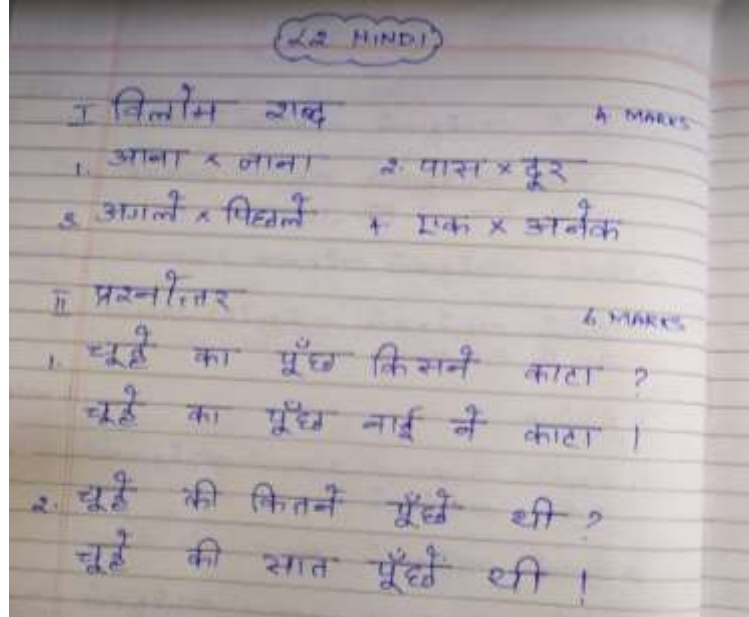 L2 HINDI
I विलोम शब्द 4 MARKS
1. आना × जाना 2. पास × दूर
3. अगले × पिछले 4. एक × अनेक
II प्रश्नोत्तर 6 MARKS
1. चूहे का पूँछ किसने काटा ?
चूहे का पूँछ नाई ने काटा ।
2. चूहे की कितने पूँछे थी ?
चूहे की सात पूँछें थी ।